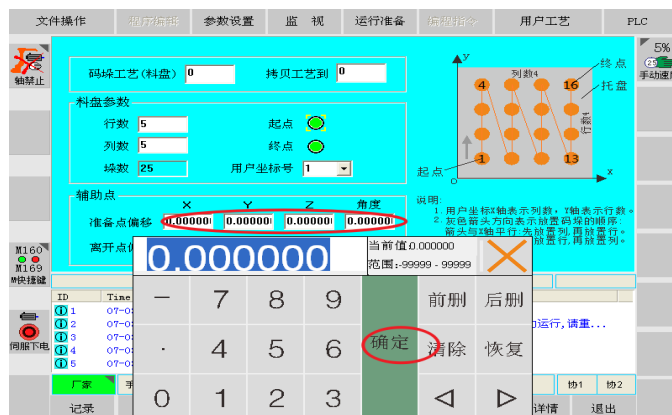 文件操作 程序编辑 参数设置 监 视 运行准备 编程指令 用户工艺 PLC
5%
轴禁止
手动速度
码垛工艺(料盘) 0 拷贝工艺到 0
料盘参数
行数 5 起点
列数 5 终点
垛数 25 用户坐标号 1
辅助点
X Y Z 角度
准备点偏移 0.000000 0.000000 0.000000 0.000000
离开点偏
Y
列数4
终点
托盘
4 16
行数4
起点
1 13
O X
说明:
1.用户坐标X轴表示列数,Y轴表示行数。
2.灰色箭头方向表示放置码垛的顺序:
箭头与X轴平行:先放置列,再放置行。
放置行,再放置列。
0.000000
当前值:0.000000
范围:-99999 - 99999
M160
M169
M快捷键
伺服下电
ID Time
1 07-0
2 07-0
3 07-0
4 07-0
5 07-0
动运行,请重...
- 7 8 9 前删 后删
. 4 5 6 确定 清除 恢复
0 1 2 3
厂家 手
协1 协2
记录 详情 退出